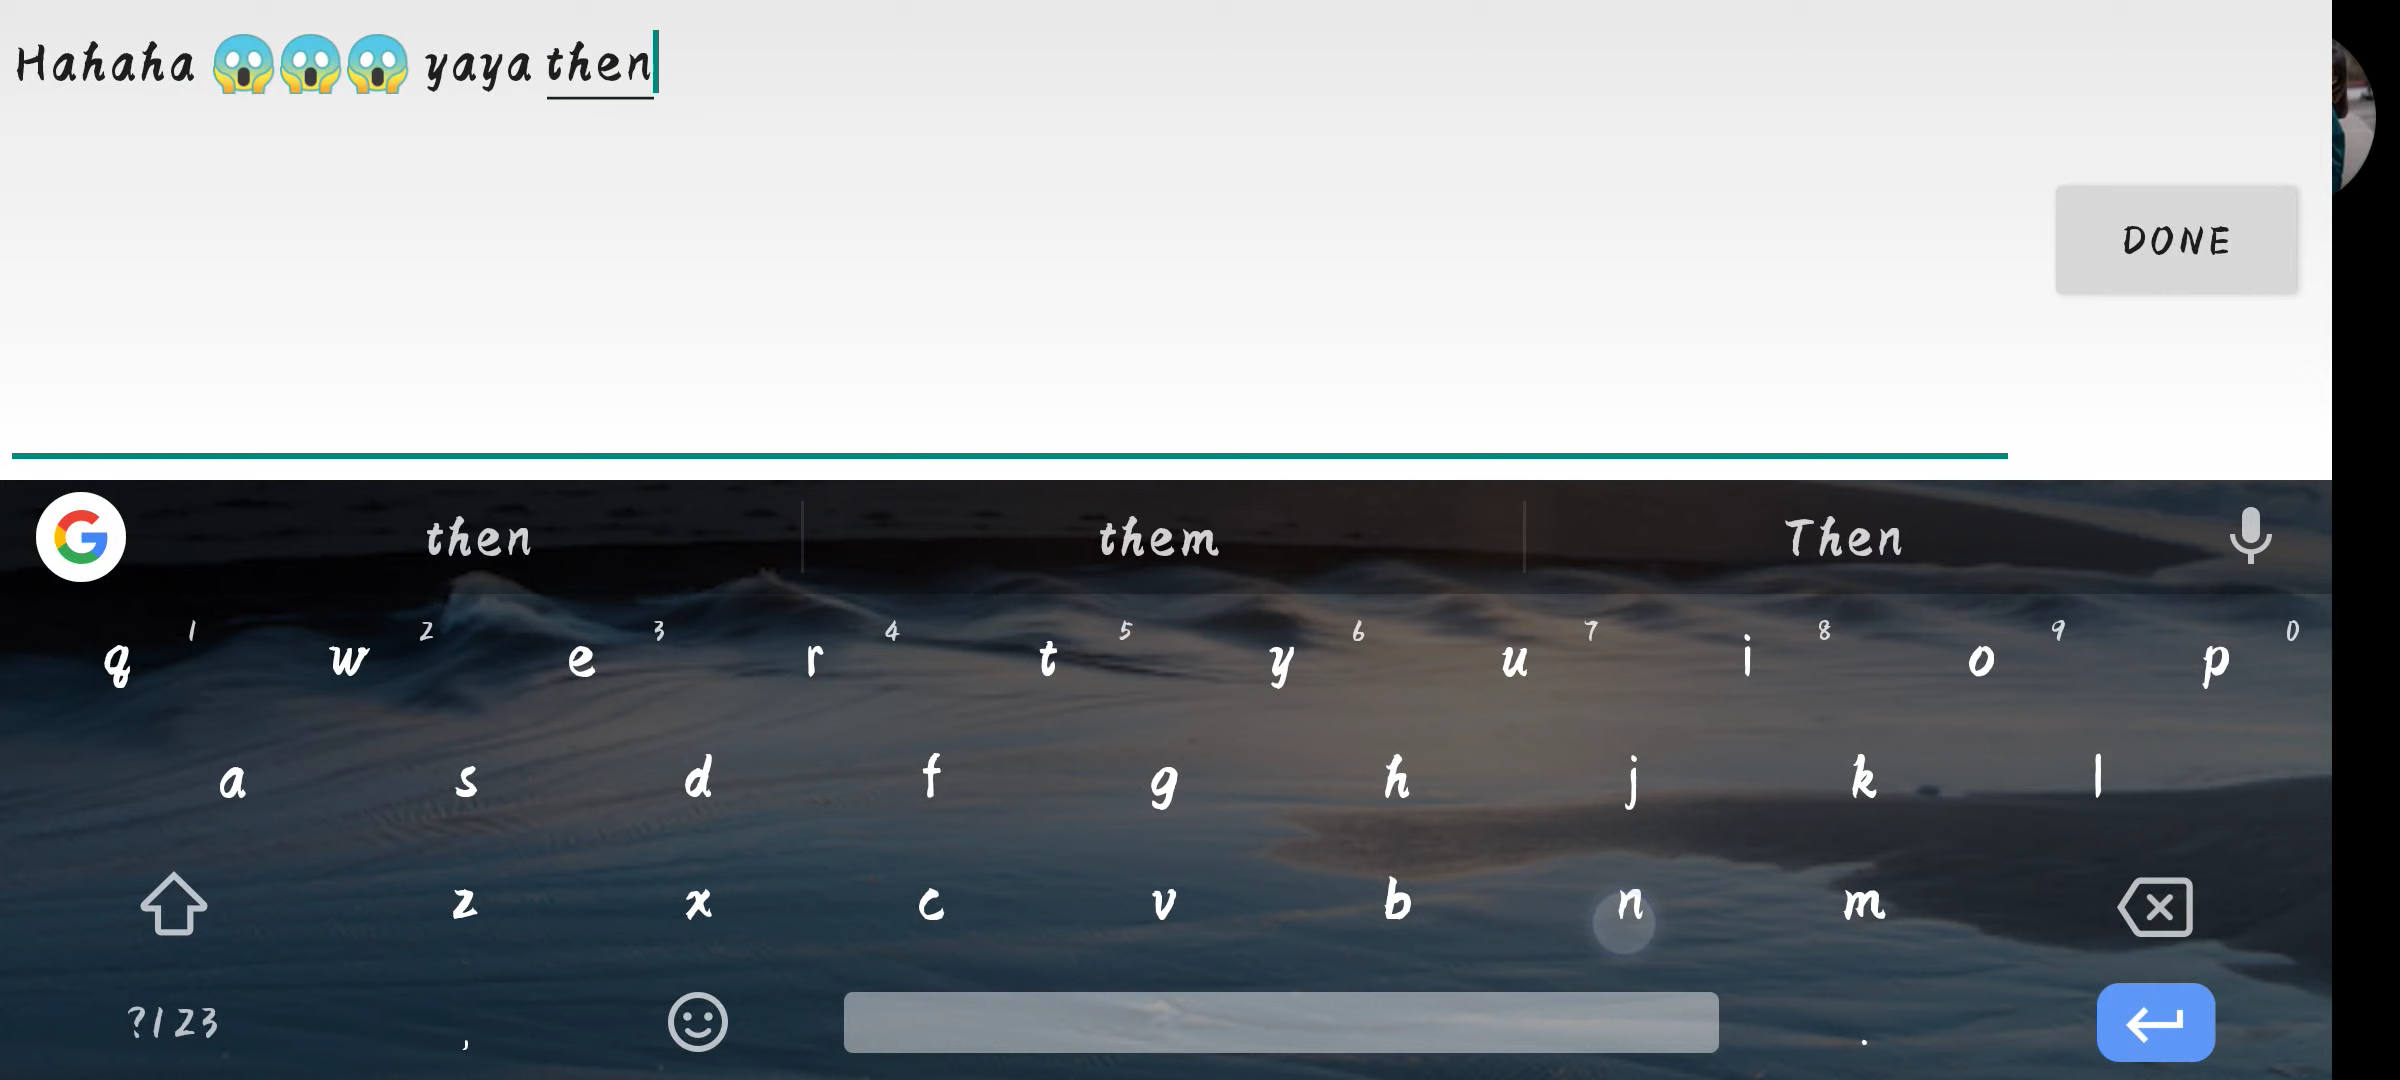 Hahaha 😱😱😱 yaya then
DONE
then them Then
q 1 w 2 e 3 r 4 t 5 y 6 u 7 i 8 o 9 p 0
a s d f g h j k l
z x c v b n m
?123 , .